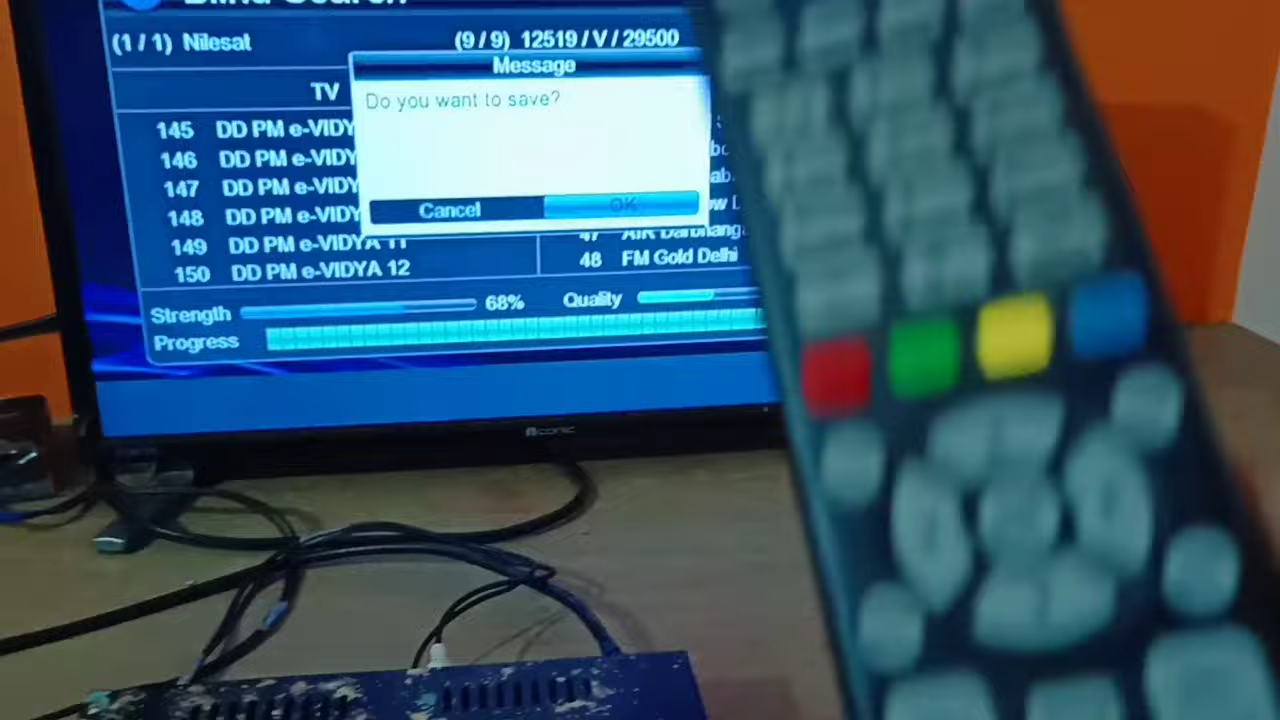 Blind Search
(1 / 1) Nilesat
(9 / 9) 12519 / V / 29500
Message
TV
Do you want to save?
145 DD PM e-VIDY
146 DD PM e-VIDY
147 DD PM e-VIDY
148 DD PM e-VIDY
149 DD PM e-VIDYA 11
150 DD PM e-VIDYA 12
Cancel
OK
47 AIR Darbhanga
48 FM Gold Delhi
Strength 68% Quality
Progress